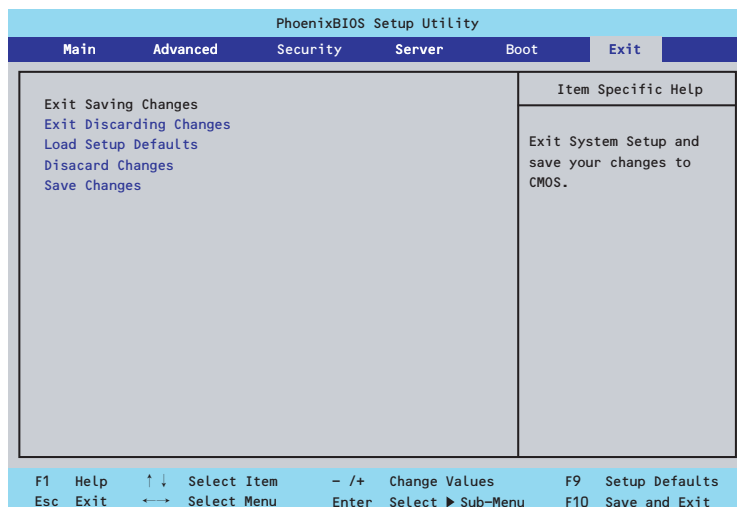 PhoenixBIOS Setup Utility
Main Advanced Security Server Boot Exit
Item Specific Help
Exit Saving Changes
Exit Discarding Changes
Load Setup Defaults
Disacard Changes
Save Changes
Exit System Setup and
save your changes to
CMOS.
F1 Help ↑↓ Select Item - /+ Change Values F9 Setup Defaults
Esc Exit ←→ Select Menu Enter Select ▶ Sub-Menu F10 Save and Exit